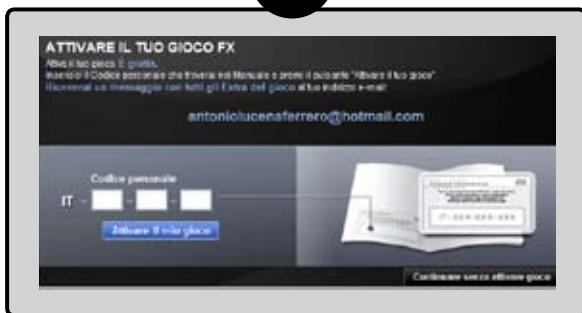 ATTIVARE IL TUO GIOCO FX
Attiva il tuo gioco. È gratis.
Inserisci il Codice personale che troverai nel Manuale e premi il pulsante "Attivare il tuo gioco".
Riceverai un messaggio con tutti gli Extra del gioco al tuo indirizzo e-mail:
antoniolucenaferrero@hotmail.com
Codice personale
IT - - -
Attivare il mio gioco
FX
Continuare senza attivare gioco